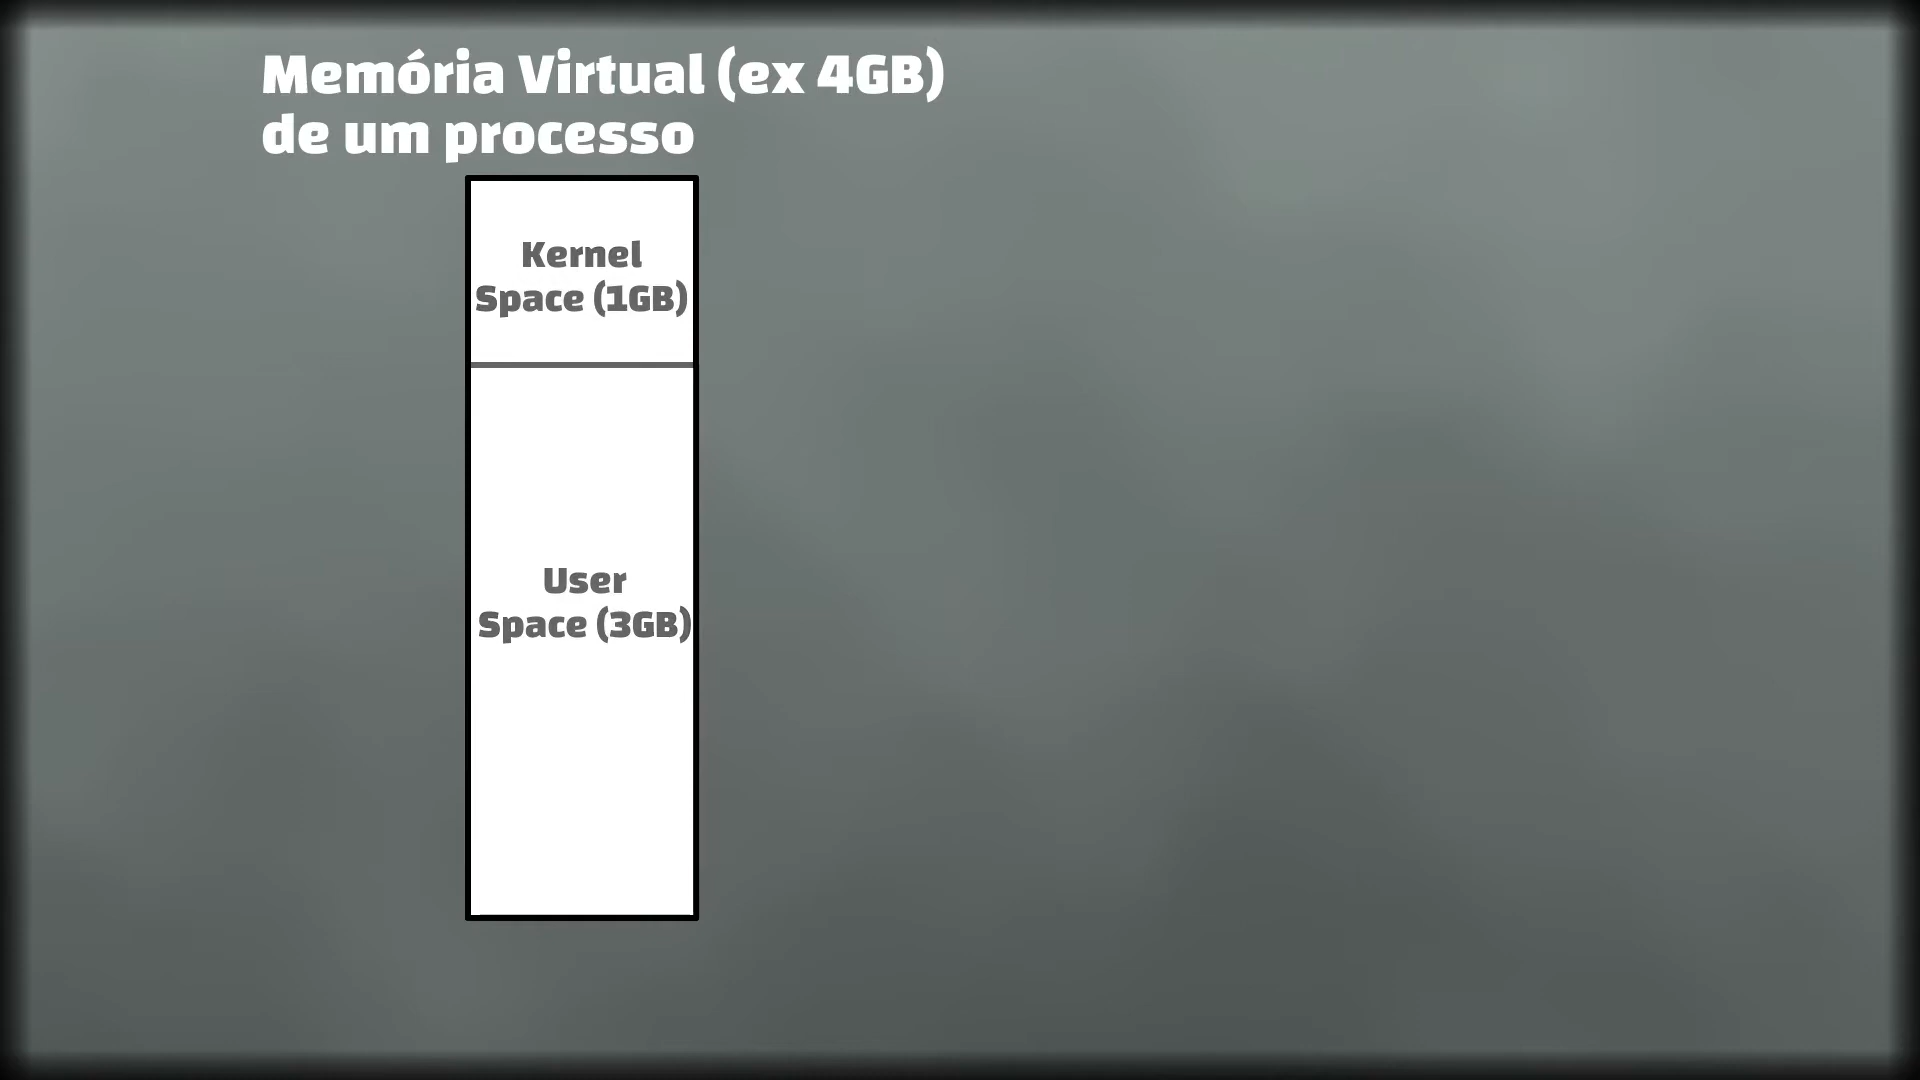 Memória Virtual (ex 4GB)
de um processo
Kernel
Space (1GB)
User
Space (3GB)